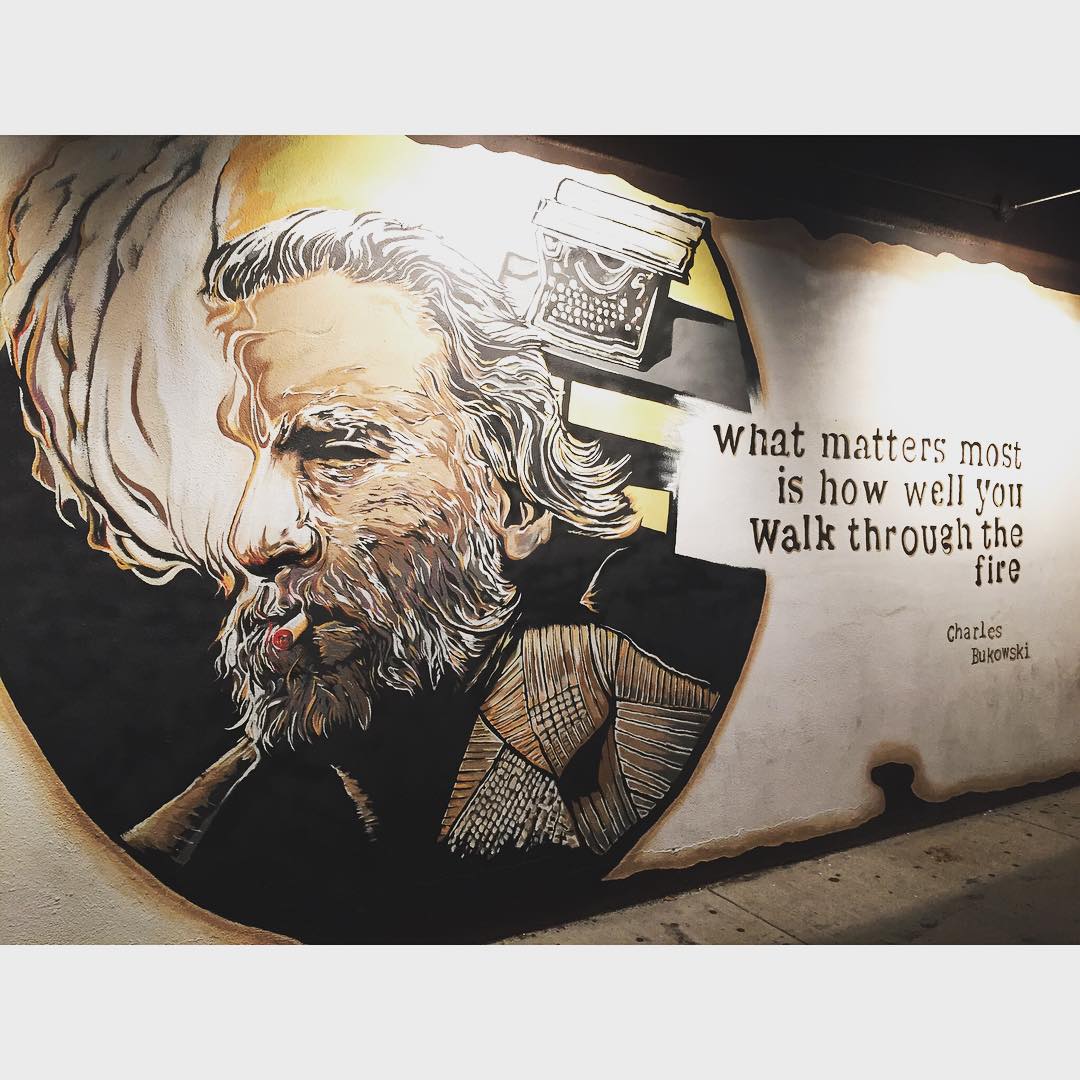 What matters most
is how well you
Walk through the
fire
Charles
Bukowski